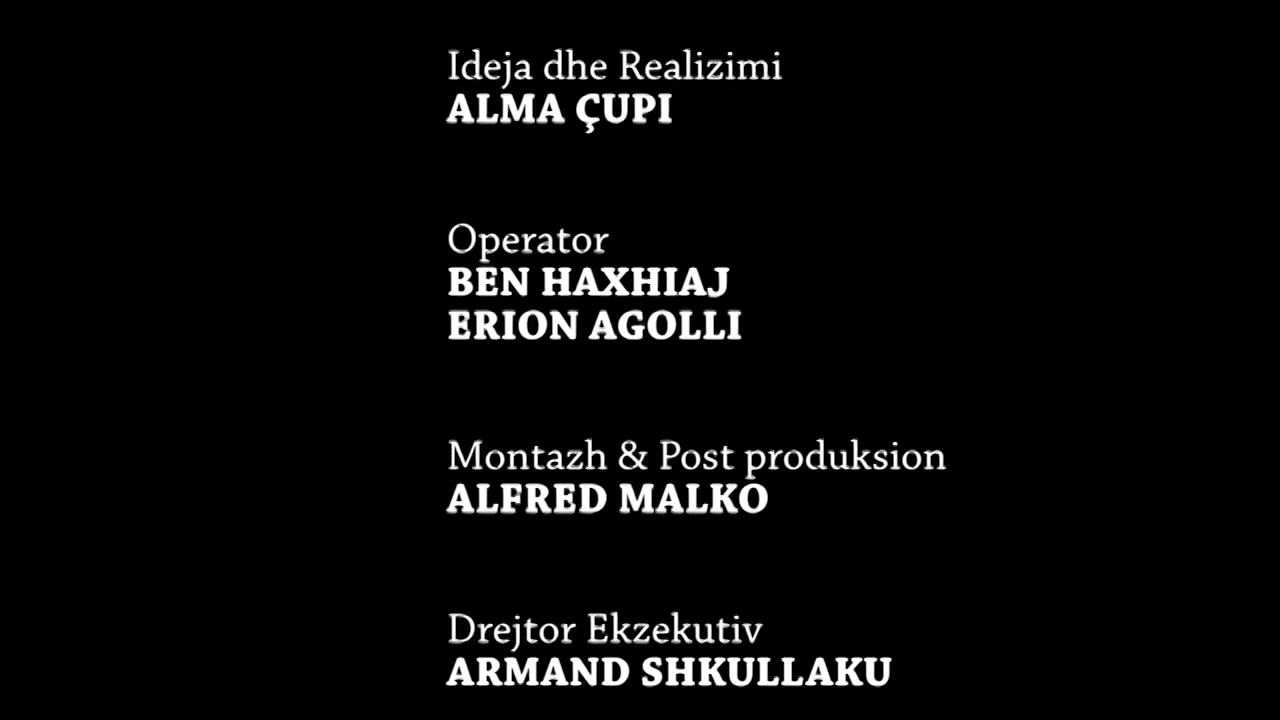 Ideja dhe Realizimi
ALMA ÇUPI
Operator
BEN HAXHIAJ
ERION AGOLLI
Montazh & Post produksion
ALFRED MALKO
Drejtor Ekzekutiv
ARMAND SHKULLAKU